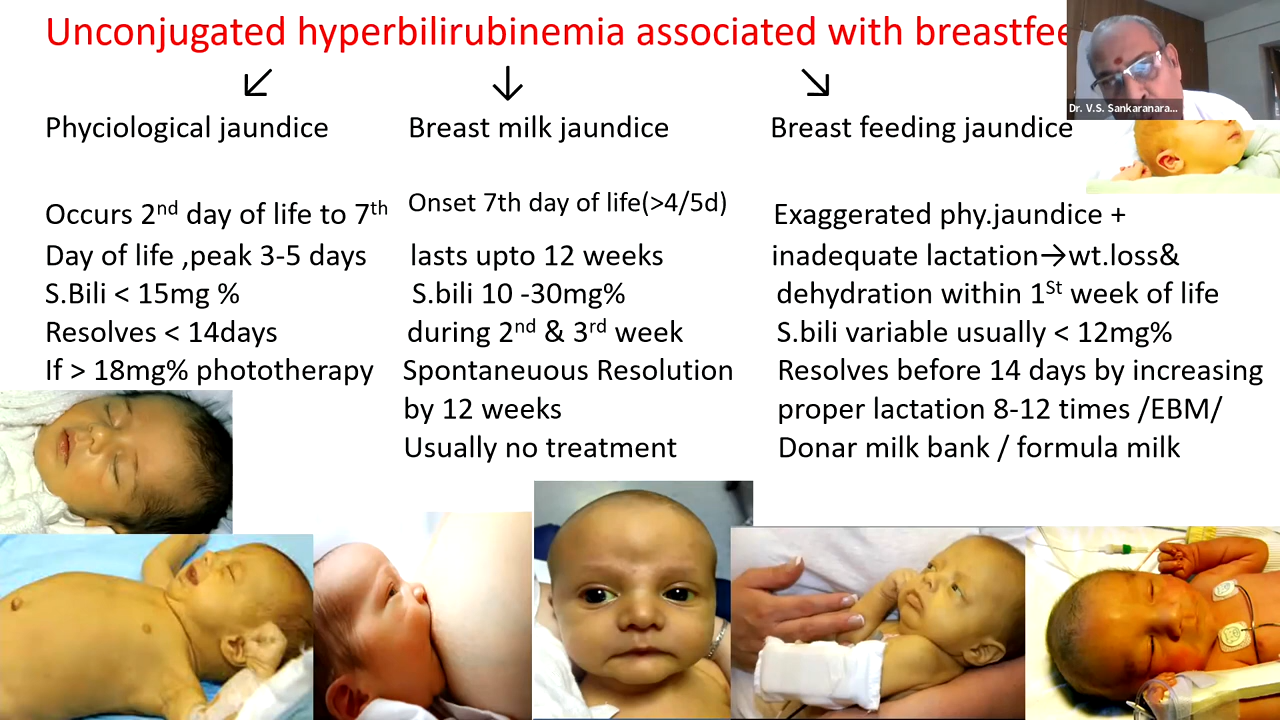 Unconjugated hyperbilirubinemia associated with
Dr. V.S. Sankaranara...
Phyciological jaundice
Occurs 2nd day of life to 7th
Day of life ,peak 3-5 days
S.Bili < 15mg %
Resolves < 14days
If > 18mg% phototherapy
Breast milk jaundice
Onset 7th day of life(>4/5d)
lasts upto 12 weeks
S.bili 10 -30mg%
during 2nd & 3rd week
Spontaneuous Resolution
by 12 weeks
Usually no treatment
Breast feeding jaundice
Exaggerated phy.jaundice +
inadequate lactation→wt.loss&
dehydration within 1St week of life
S.bili variable usually < 12mg%
Resolves before 14 days by increasing
proper lactation 8-12 times /EBM/
Donar milk bank / formula milk